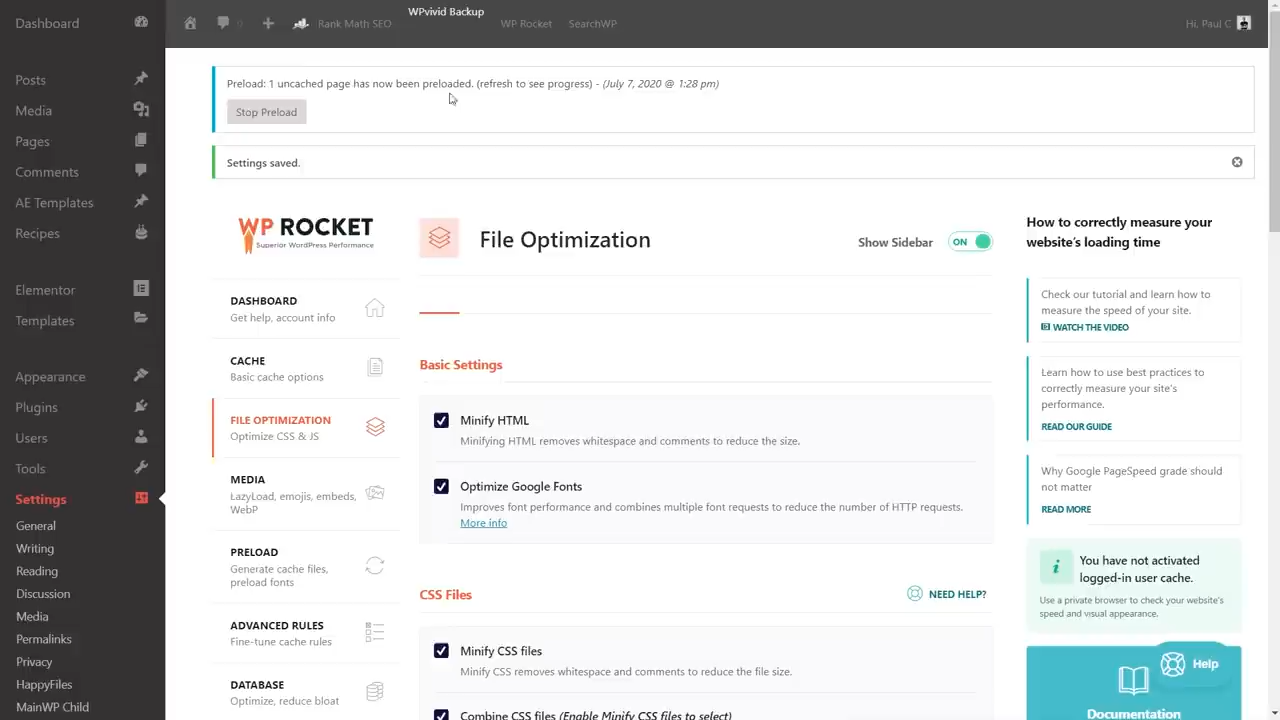 Dashboard
Posts
Media
Pages
Comments
AE Templates
Recipes
Elementor
Templates
Appearance
Plugins
Users
Tools
Settings
General
Writing
Reading
Discussion
Media
Permalinks
Privacy
HappyFiles
MainWP Child
Rank Math SEO
WPvivid Backup
WP Rocket
SearchWP
Hi, Paul C
Preload: 1 uncached page has now been preloaded. (refresh to see progress) - (July 7, 2020 @ 1:28 pm)
Stop Preload
Settings saved.
WP ROCKET
Superior WordPress Performance
DASHBOARD
Get help, account info
CACHE
Basic cache options
FILE OPTIMIZATION
Optimize CSS & JS
MEDIA
LazyLoad, emojis, embeds,
WebP
PRELOAD
Generate cache files,
preload fonts
ADVANCED RULES
Fine-tune cache rules
DATABASE
Optimize, reduce bloat
File Optimization
Show Sidebar
ON
Basic Settings
Minify HTML
Minifying HTML removes whitespace and comments to reduce the size.
Optimize Google Fonts
Improves font performance and combines multiple font requests to reduce the number of HTTP requests.
More info
CSS Files
NEED HELP?
Minify CSS files
Minify CSS removes whitespace and comments to reduce the file size.
Combine CSS files (Enable Minify CSS files to select)
How to correctly measure your
website's loading time
Check our tutorial and learn how to
measure the speed of your site.
WATCH THE VIDEO
Learn how to use best practices to
correctly measure your site's
performance.
READ OUR GUIDE
Why Google PageSpeed grade should
not matter
READ MORE
You have not activated
logged-in user cache.
Use a private browser to check your website's
speed and visual appearance.
Help
Documentation